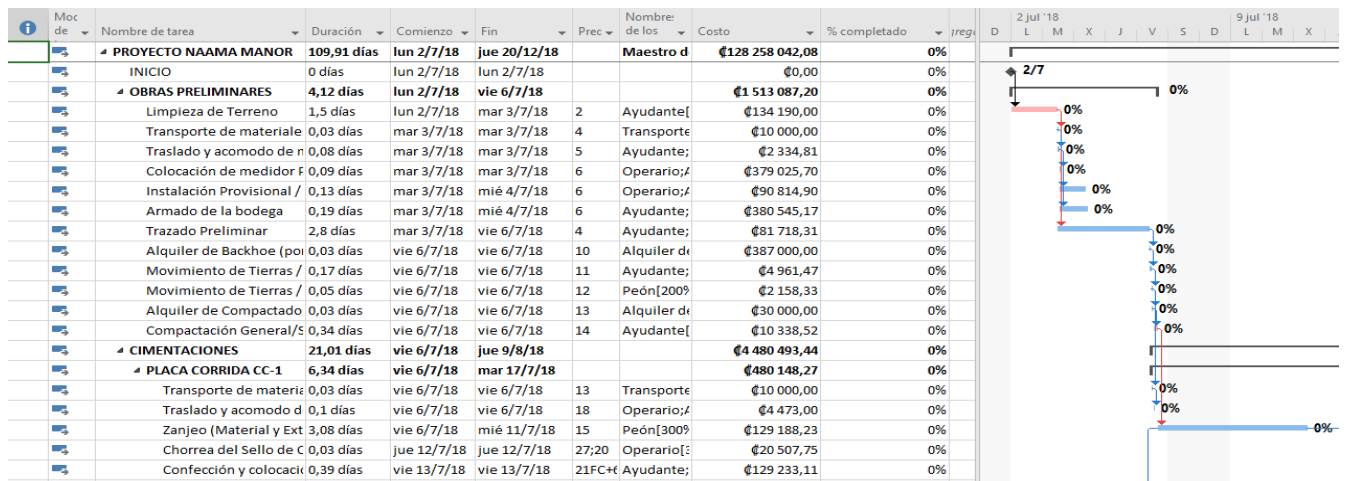 Moc de Nombre de tarea Duración Comienzo Fin Prec Nombre: de los Costo % completado D 2 jul '18 L M X J V S D 9 jul '18 L M X
PROYECTO NAAMA MANOR 109,91 días lun 2/7/18 jue 20/12/18 Maestro d ₡128 258 042,08 0%
INICIO 0 días lun 2/7/18 lun 2/7/18 ₡0,00 0% 2/7
OBRAS PRELIMINARES 4,12 días lun 2/7/18 vie 6/7/18 ₡1 513 087,20 0% 0%
Limpieza de Terreno 1,5 días lun 2/7/18 mar 3/7/18 2 Ayudante[ ₡134 190,00 0% 0%
Transporte de materiale 0,03 días mar 3/7/18 mar 3/7/18 4 Transporte ₡10 000,00 0% 0%
Traslado y acomodo de n 0,08 días mar 3/7/18 mar 3/7/18 5 Ayudante; ₡2 334,81 0% 0%
Colocación de medidor F 0,09 días mar 3/7/18 mar 3/7/18 6 Operario;A ₡379 025,70 0% 0%
Instalación Provisional / 0,13 días mar 3/7/18 mié 4/7/18 6 Operario;A ₡90 814,90 0% 0%
Armado de la bodega 0,19 días mar 3/7/18 mié 4/7/18 6 Ayudante; ₡380 545,17 0% 0%
Trazado Preliminar 2,8 días mar 3/7/18 vie 6/7/18 4 Ayudante; ₡81 718,31 0% 0%
Alquiler de Backhoe (por 0,03 días vie 6/7/18 vie 6/7/18 10 Alquiler de ₡387 000,00 0% 0%
Movimiento de Tierras / 0,17 días vie 6/7/18 vie 6/7/18 11 Ayudante; ₡4 961,47 0% 0%
Movimiento de Tierras / 0,05 días vie 6/7/18 vie 6/7/18 12 Peón[200% ₡2 158,33 0% 0%
Alquiler de Compactado 0,03 días vie 6/7/18 vie 6/7/18 13 Alquiler de ₡30 000,00 0% 0%
Compactación General/S 0,34 días vie 6/7/18 vie 6/7/18 14 Ayudante[ ₡10 338,52 0% 0%
CIMENTACIONES 21,01 días vie 6/7/18 jue 9/8/18 ₡4 480 493,44 0%
PLACA CORRIDA CC-1 6,34 días vie 6/7/18 mar 17/7/18 ₡480 148,27 0%
Transporte de materia 0,03 días vie 6/7/18 vie 6/7/18 13 Transporte ₡10 000,00 0% 0%
Traslado y acomodo d 0,1 días vie 6/7/18 vie 6/7/18 18 Operario;A ₡4 473,00 0% 0%
Zanjeo (Material y Ext 3,08 días vie 6/7/18 mié 11/7/18 15 Peón[300% ₡129 188,23 0% 0%
Chorrea del Sello de C 0,03 días jue 12/7/18 jue 12/7/18 27;20 Operario[3 ₡20 507,75 0%
Confección y colocació 0,39 días vie 13/7/18 vie 13/7/18 21FC+6 Ayudante; ₡129 233,11 0%